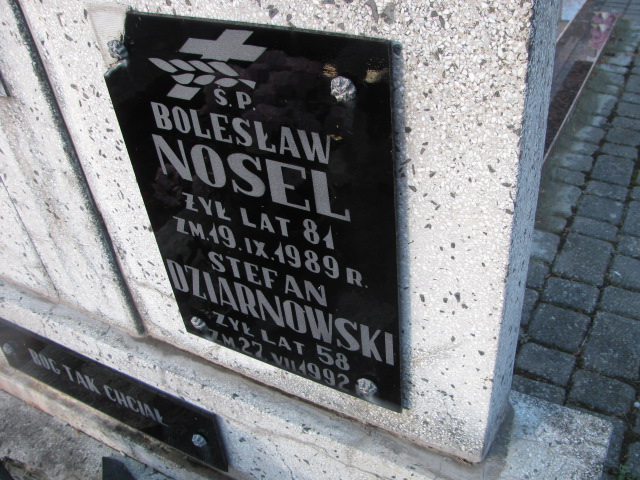 Ś.P.
BOLESŁAW
NOSEL
ŻYŁ LAT 81
ZM.19.IX.1989R.
STEFAN
DZIARNOWSKI
ŻYŁ LAT 58
ZM 27 VII 1992
BÓG TAK CHCIAŁ